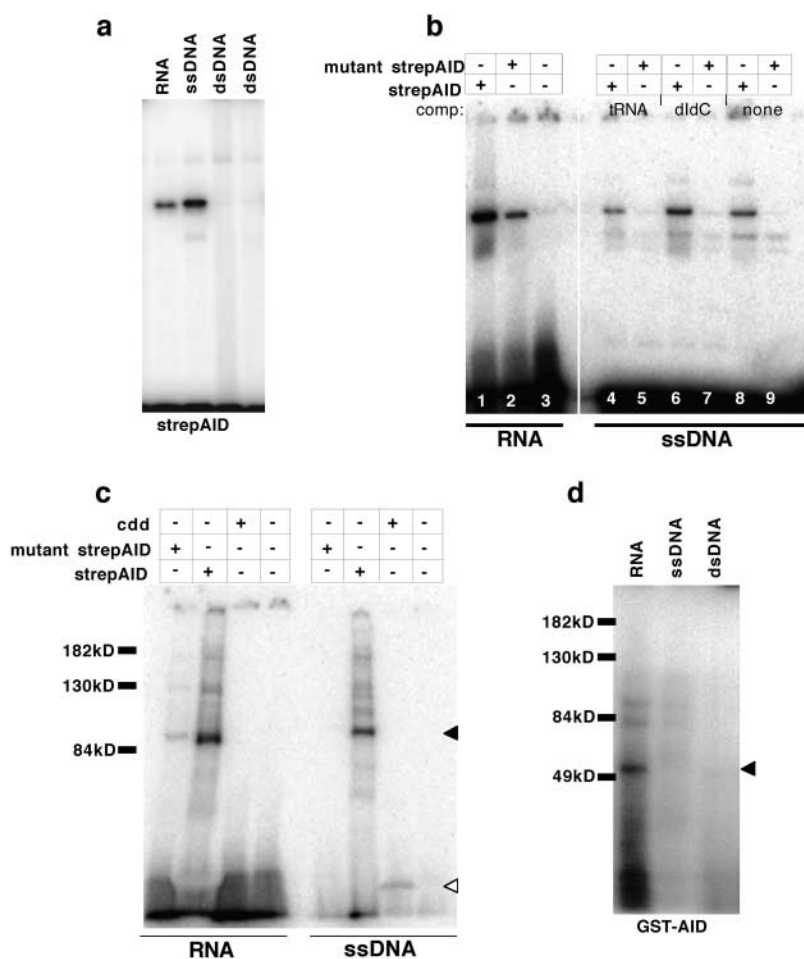 a
RNA
ssDNA
dsDNA
dsDNA
strepAID
b
mutant strepAID - + - - + - + - +
strepAID + - - + - + - + -
comp: tRNA dIdC none
1 2 3 4 5 6 7 8 9
RNA ssDNA
c
cdd - - + - - - + -
mutant strepAID + - - - + - - -
strepAID - + - - - + - -
182kD
130kD
84kD
RNA ssDNA
d
RNA
ssDNA
dsDNA
182kD
130kD
84kD
49kD
GST-AID